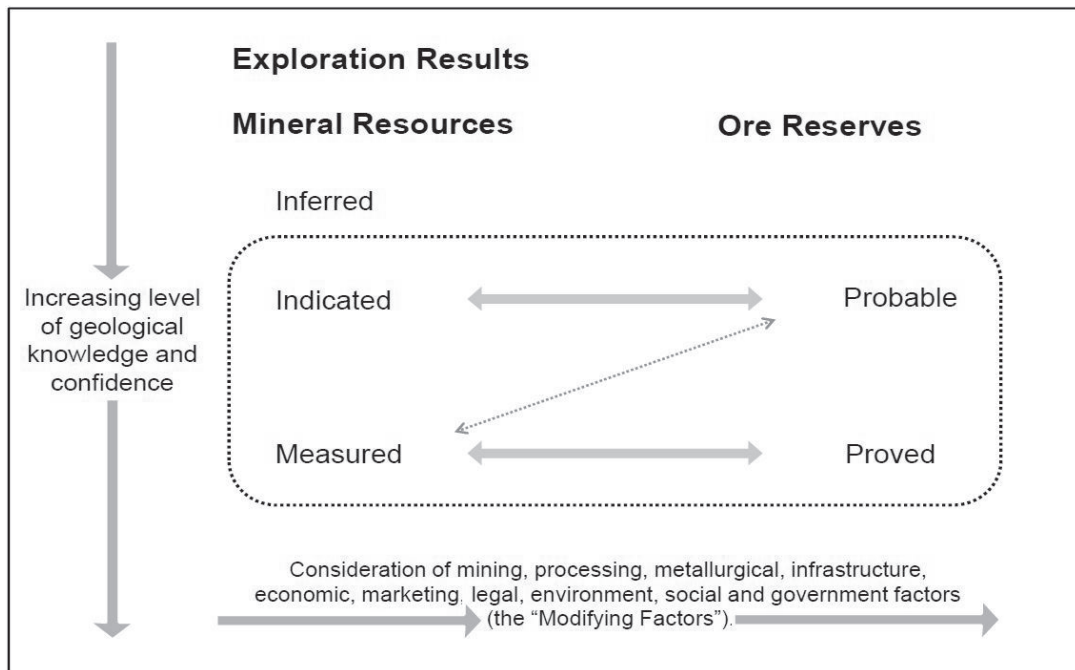 Exploration Results
Mineral Resources
Ore Reserves
Inferred
Indicated
Probable
Measured
Proved
Increasing level
of geological
knowledge and
confidence
Consideration of mining, processing, metallurgical, infrastructure,
economic, marketing, legal, environment, social and government factors
(the “Modifying Factors”).